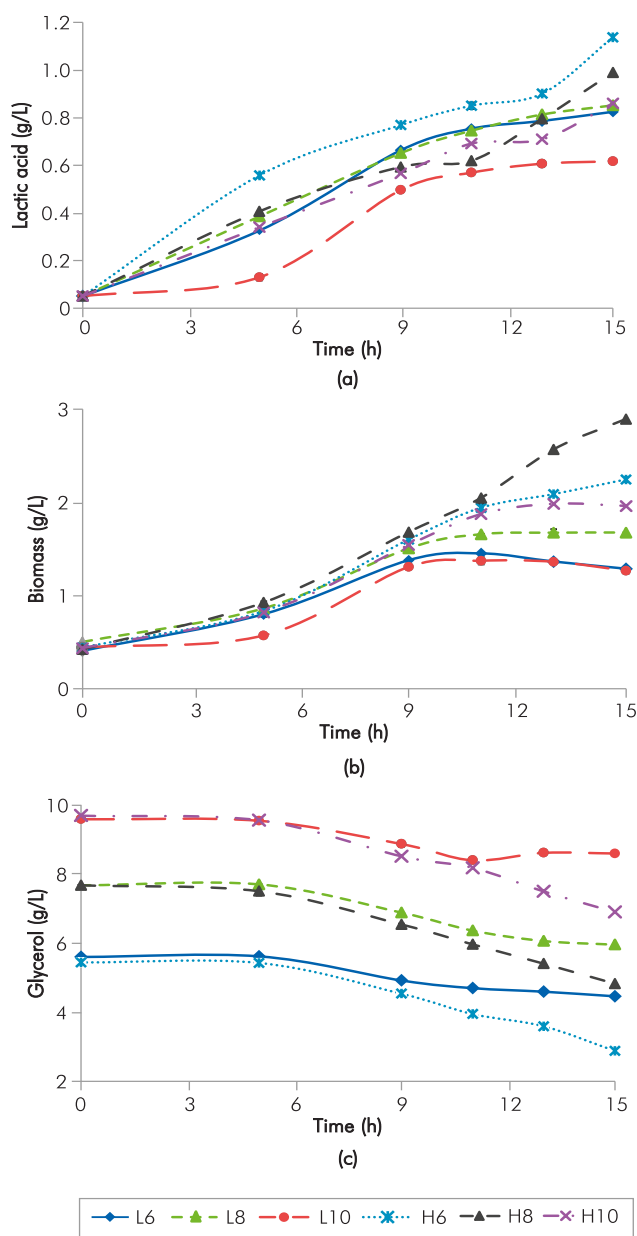 1.2
1.0
0.8
0.6
0.4
0.2
0
Lactic acid (g/L)
0 3 6 9 12 15
Time (h)
(a)
3
2
1
0
Biomass (g/L)
0 3 6 9 12 15
Time (h)
(b)
10
8
6
4
2
Glycerol (g/L)
0 3 6 9 12 15
Time (h)
(c)
L6 L8 L10 H6 H8 H10